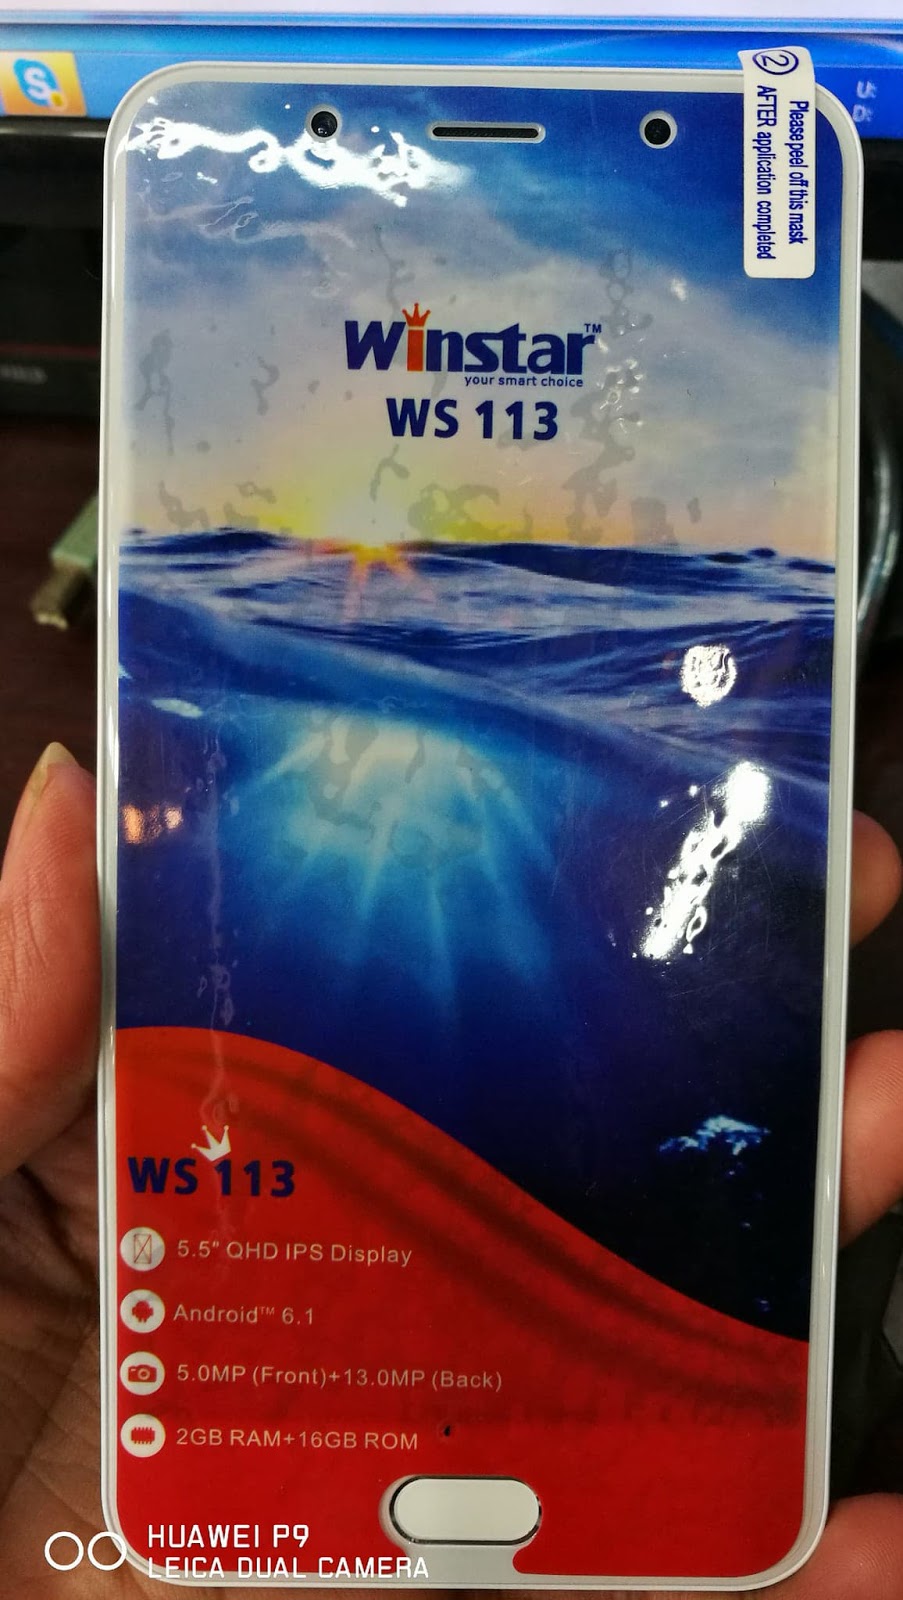 U:
D:
2
Please peel off this mask
AFTER application completed
Winstar™
your smart choice
WS 113
WS 113
5.5" QHD IPS Display
Android™ 6.1
5.0MP (Front)+13.0MP (Back)
2GB RAM+16GB ROM
HUAWEI P9
LEICA DUAL CAMERA